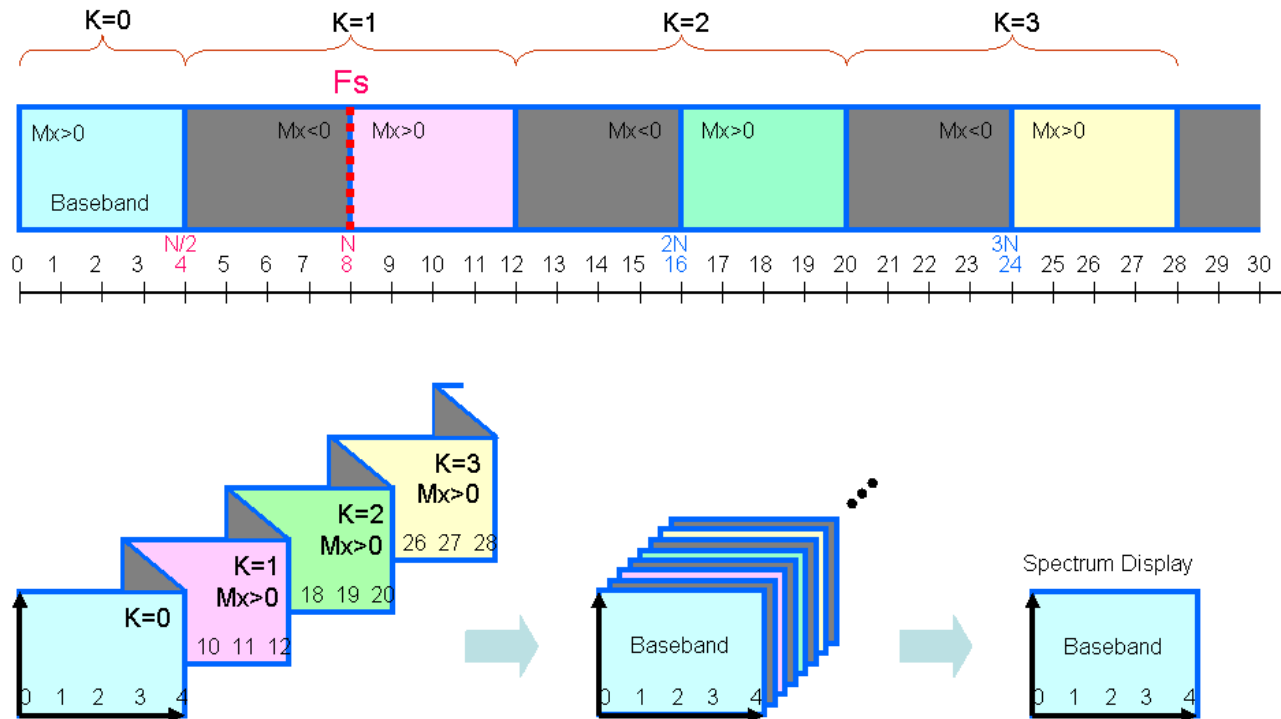 K=0 K=1 K=2 K=3
Fs
Mx>0 Mx<0 Mx>0 Mx<0 Mx>0 Mx<0 Mx>0
Baseband
N/2 N 2N 3N
0 1 2 3 4 5 6 7 8 9 10 11 12 13 14 15 16 17 18 19 20 21 22 23 24 25 26 27 28 29 30
K=3
Mx>0
K=2
Mx>0
26 27 28
K=1
Mx>0
18 19 20
K=0
10 11 12
0 1 2 3 4
Baseband
0 1 2 3 4
Spectrum Display
Baseband
0 1 2 3 4